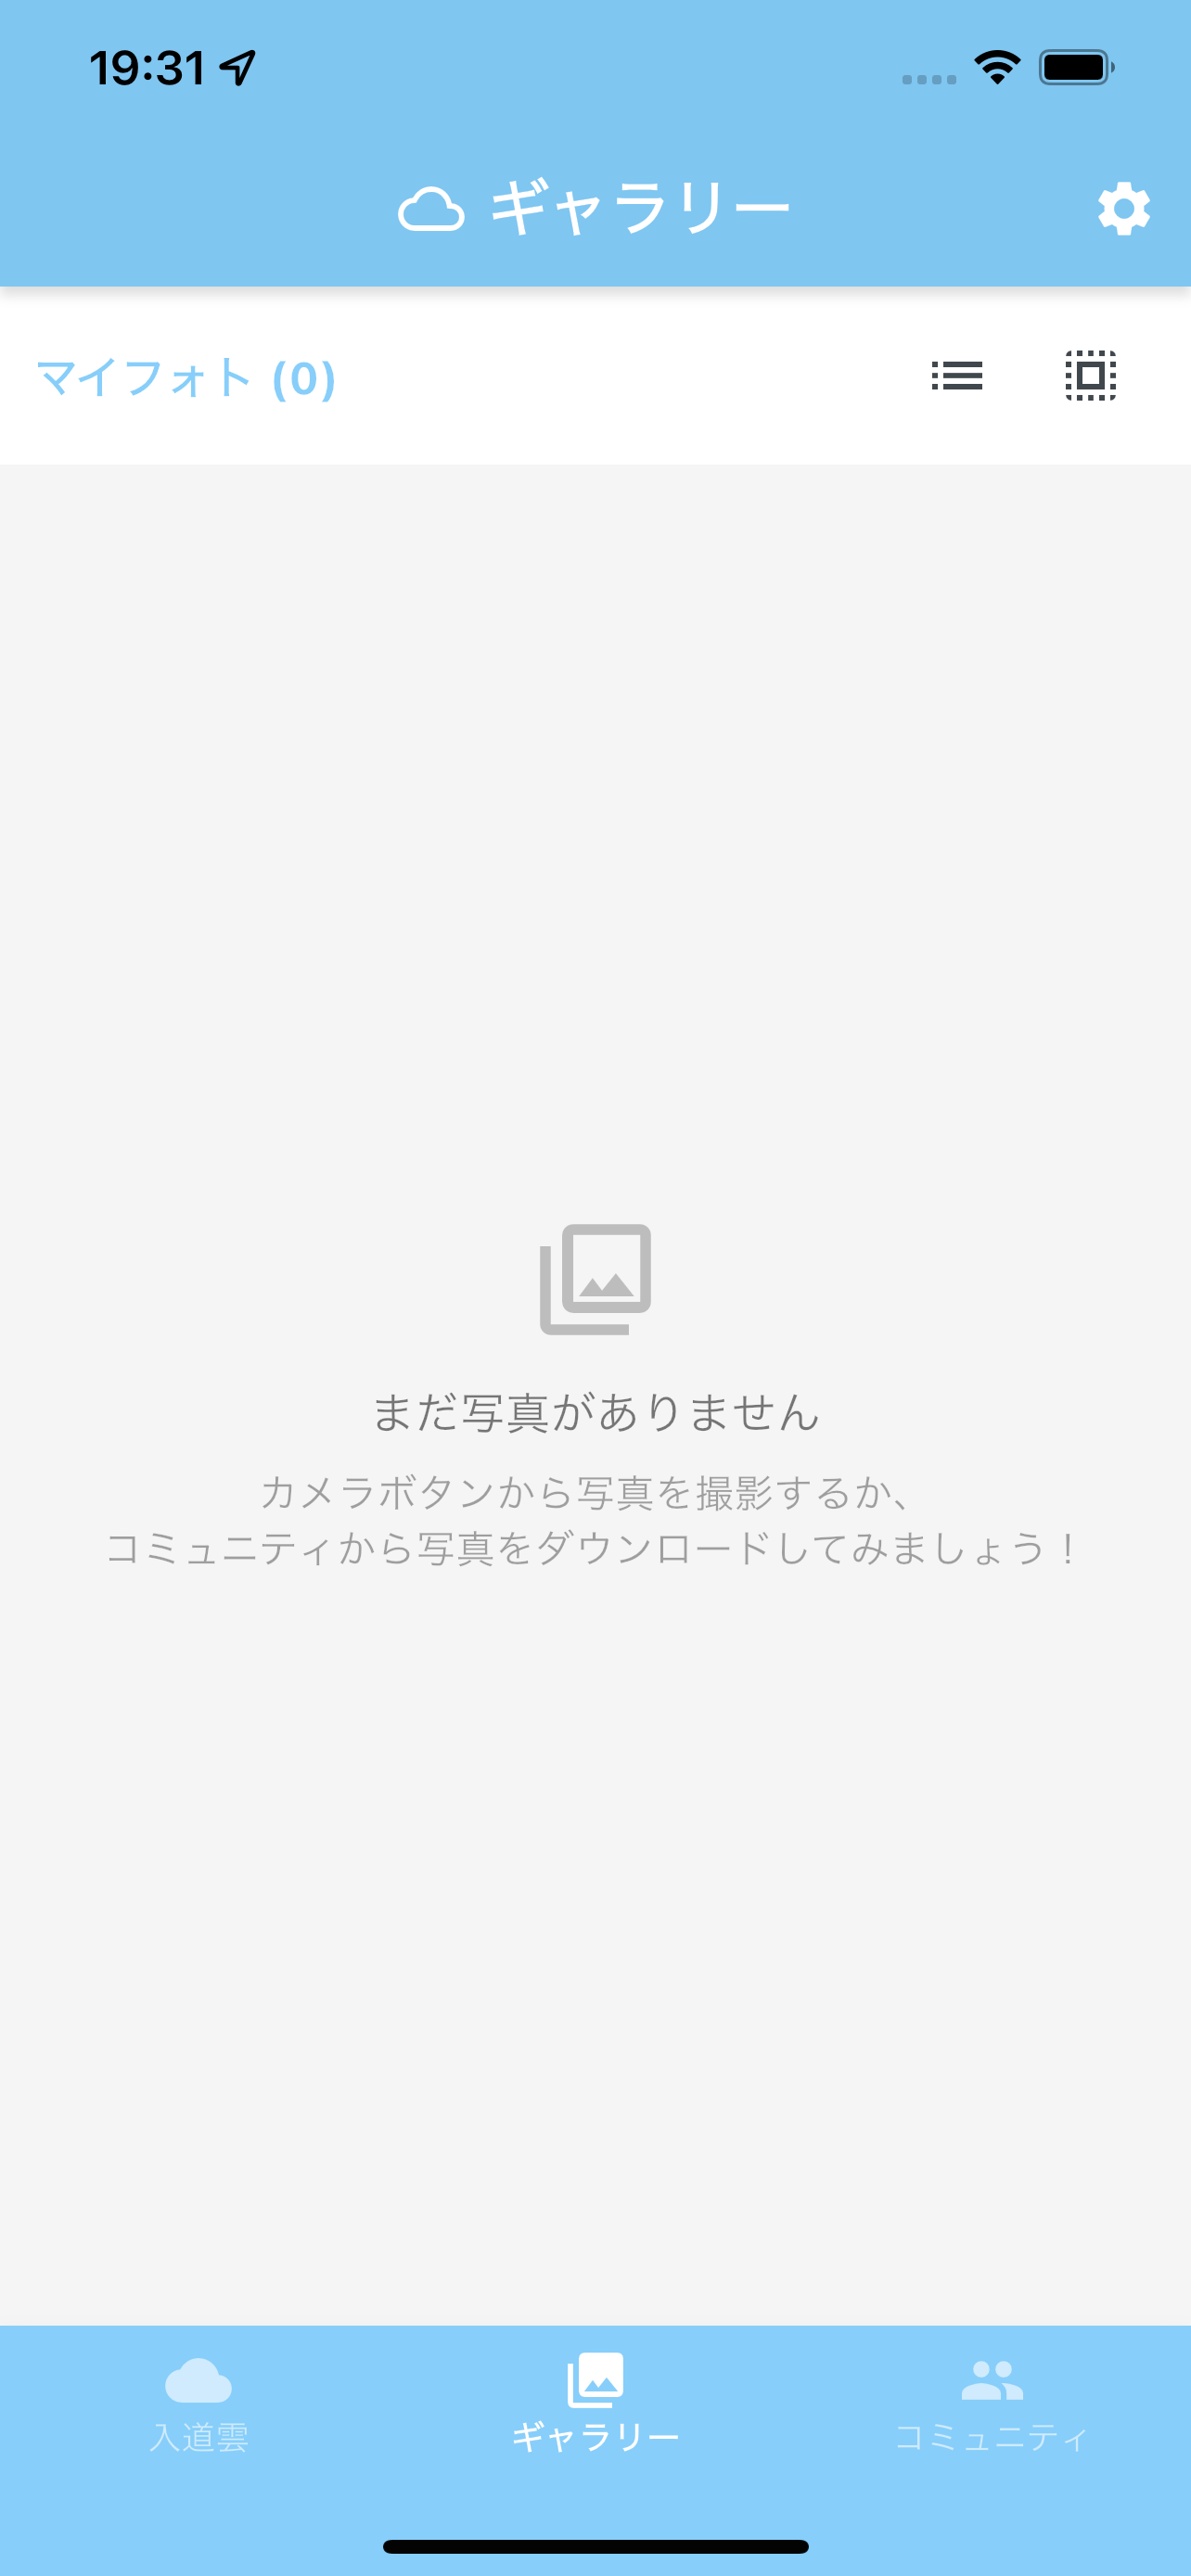 19:31
ギャラリー
マイフォト (0)
まだ写真がありません
カメラボタンから写真を撮影するか、
コミュニティから写真をダウンロードしてみましょう！
入道雲
ギャラリー
コミュニティ